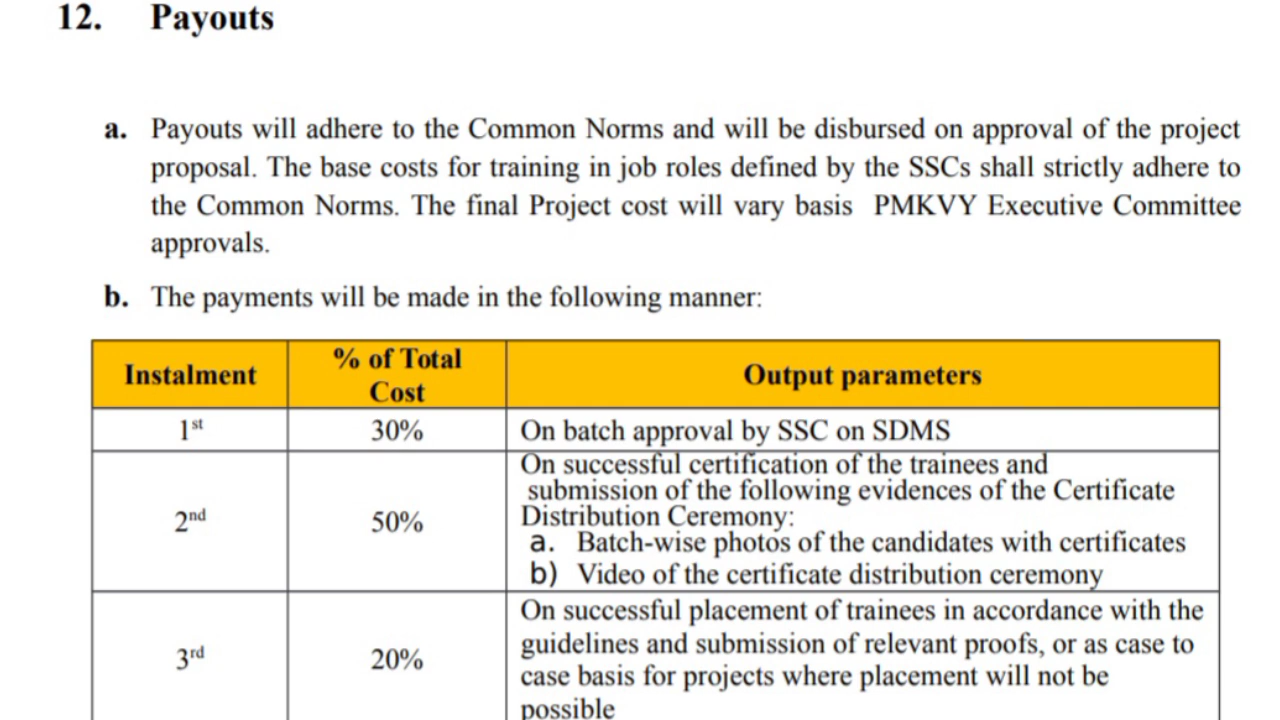 12. Payouts
a. Payouts will adhere to the Common Norms and will be disbursed on approval of the project
proposal. The base costs for training in job roles defined by the SSCs shall strictly adhere to
the Common Norms. The final Project cost will vary basis PMKVY Executive Committee
approvals.
b. The payments will be made in the following manner:
Instalment
% of Total
Cost
Output parameters
1st
30%
On batch approval by SSC on SDMS
2nd
50%
On successful certification of the trainees and
submission of the following evidences of the Certificate
Distribution Ceremony:
a. Batch-wise photos of the candidates with certificates
b) Video of the certificate distribution ceremony
3rd
20%
On successful placement of trainees in accordance with the
guidelines and submission of relevant proofs, or as case to
case basis for projects where placement will not be
possible